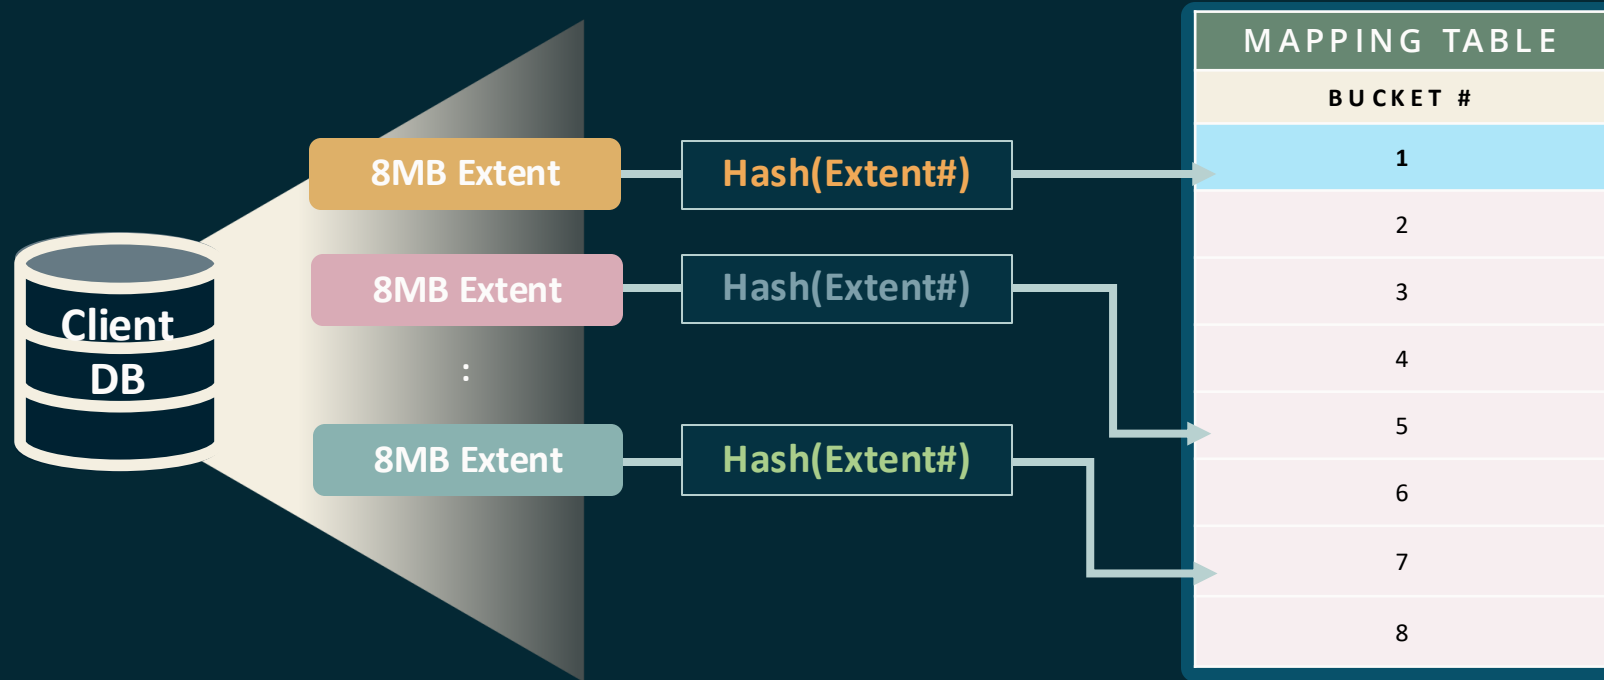 Client
DB
8MB Extent
Hash(Extent#)
8MB Extent
Hash(Extent#)
:
8MB Extent
Hash(Extent#)
MAPPING TABLE
BUCKET #
1
2
3
4
5
6
7
8